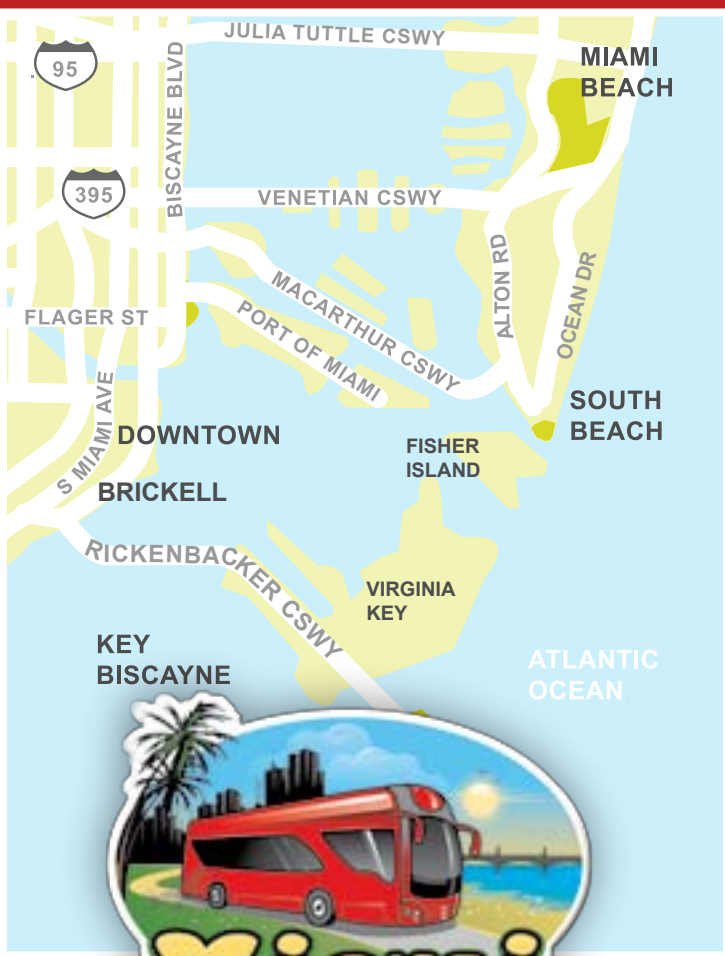 JULIA TUTTLE CSWY
95
MIAMI
BEACH
BISCAYNE BLVD
395
VENETIAN CSWY
ALTON RD
OCEAN DR
MACARTHUR CSWY
PORT OF MIAMI
FLAGER ST
S MIAMI AVE
SOUTH
BEACH
DOWNTOWN
FISHER
ISLAND
BRICKELL
RICKENBACKER CSWY
VIRGINIA
KEY
KEY
BISCAYNE
ATLANTIC
OCEAN